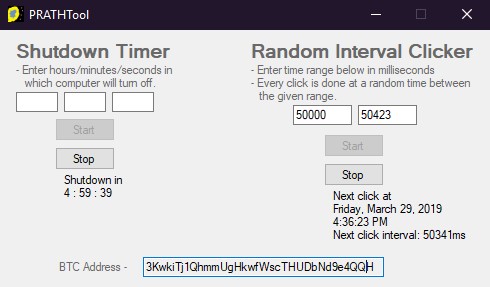 PRATHTool
Shutdown Timer
- Enter hours/minutes/seconds in
which computer will turn off.
Start
Stop
Shutdown in
4 : 59 : 39
Random Interval Clicker
- Enter time range below in milliseconds
- Every click is done at a random time between
the given range.
50000 50423
Start
Stop
Next click at
Friday, March 29, 2019
4:36:23 PM
Next click interval: 50341ms
BTC Address - 3KwkiTj1QhmmUgHkwfWscTHUDbNd9e4QQH